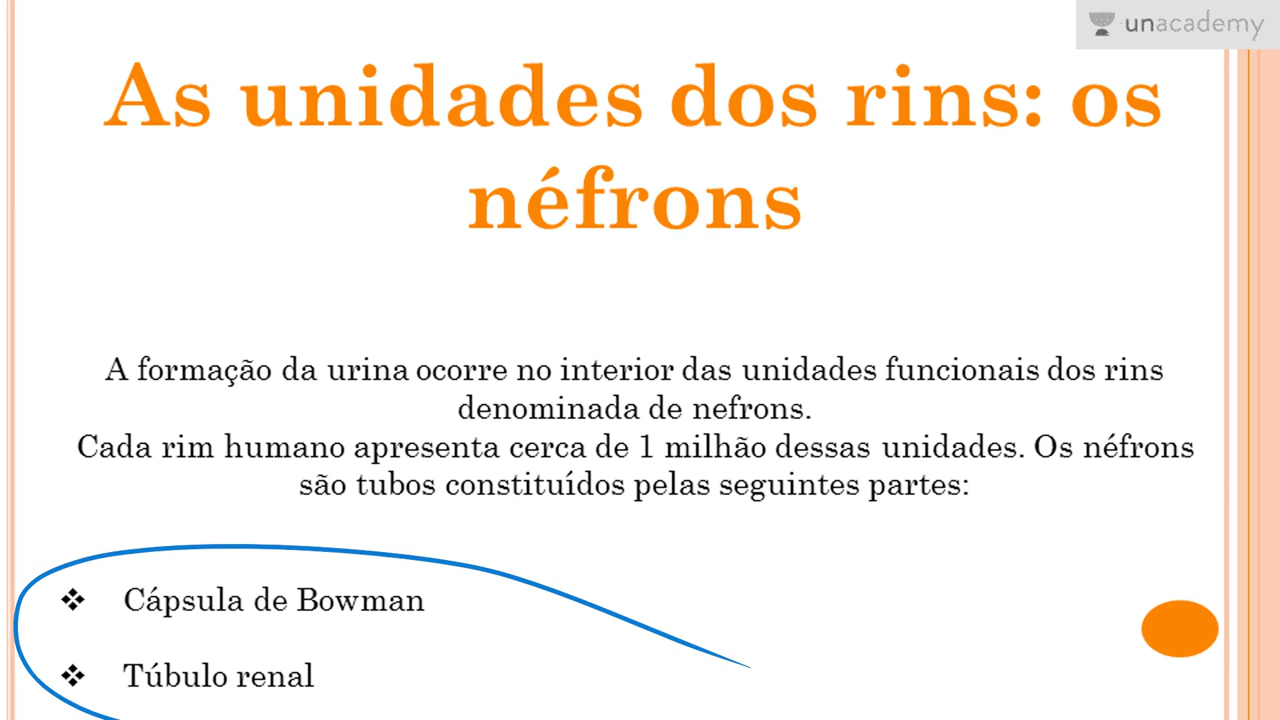 unacademy
As unidades dos rins: os
néfrons
A formação da urina ocorre no interior das unidades funcionais dos rins
denominada de nefrons.
Cada rim humano apresenta cerca de 1 milhão dessas unidades. Os néfrons
são tubos constituídos pelas seguintes partes:
❖ Cápsula de Bowman
❖ Túbulo renal